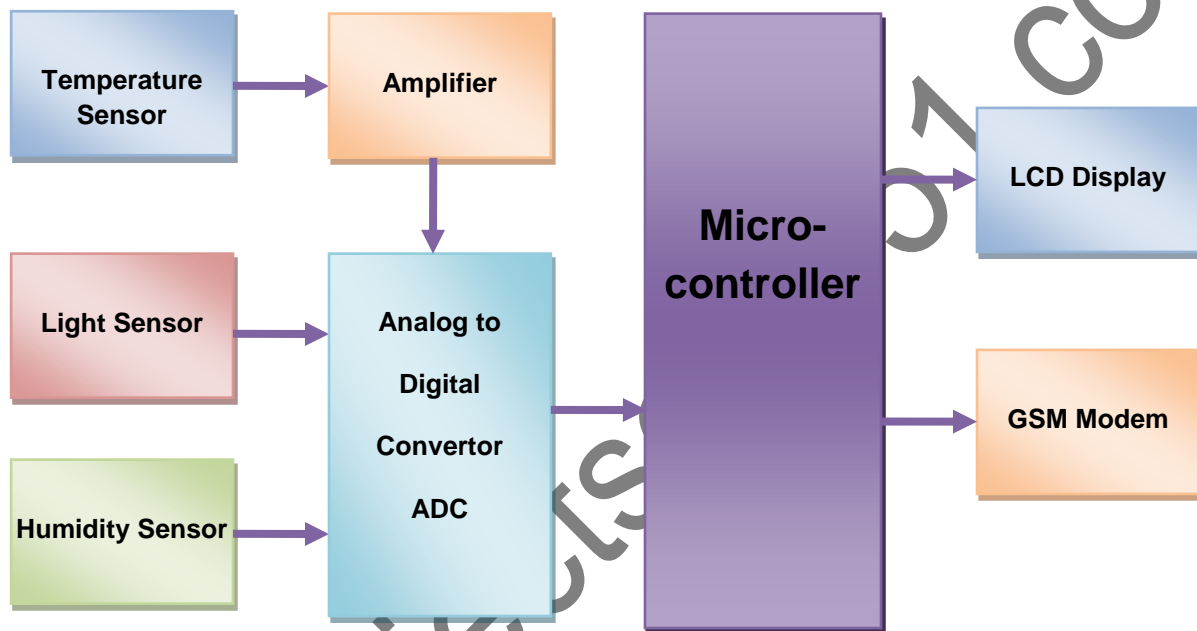 Temperature
Sensor
Amplifier
Micro-
controller
LCD Display
Light Sensor
Analog to
Digital
Convertor
ADC
GSM Modem
Humidity Sensor